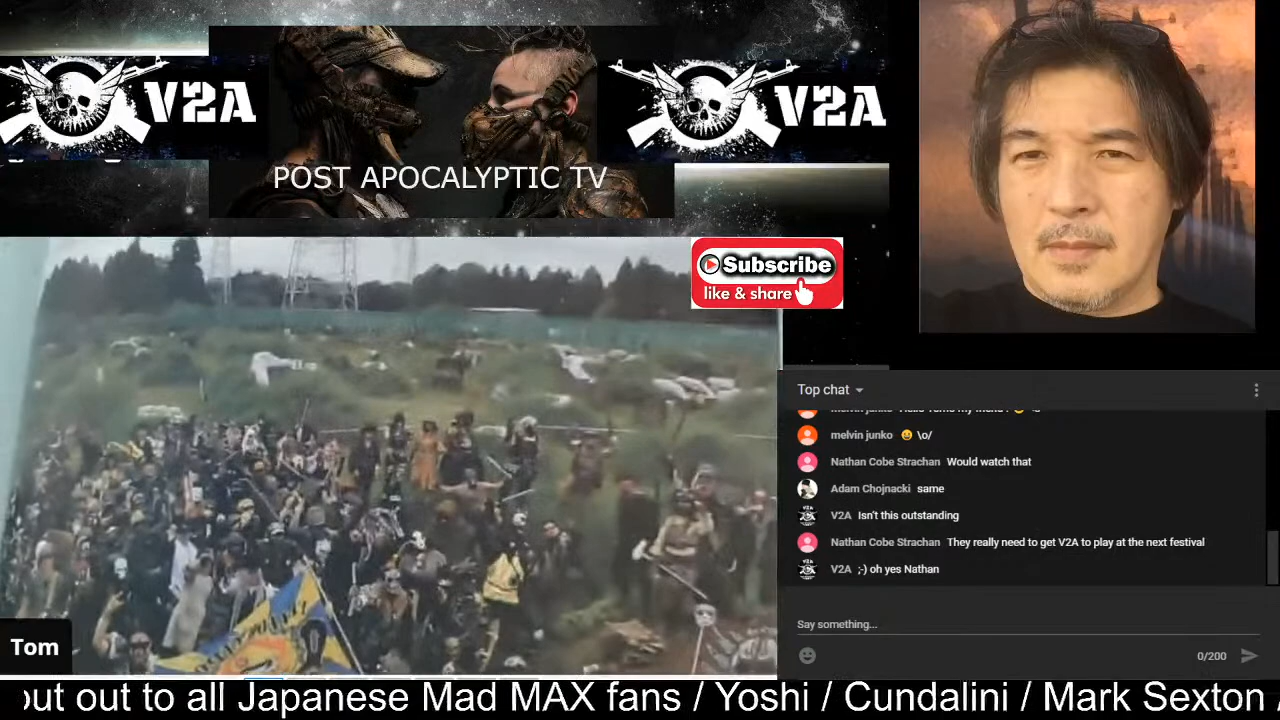 V2A
V2A
POST APOCALYPTIC TV
Subscribe
like & share
Top chat
melvin junko \o/
Nathan Cobe Strachan Would watch that
Adam Chojnacki same
V2A Isn't this outstanding
Nathan Cobe Strachan They really need to get V2A to play at the next festival
V2A ;-) oh yes Nathan
Say something...
0/200
Tom
out to all Japanese Mad MAX fans / Yoshi / Cundalini / Mark Sexton /